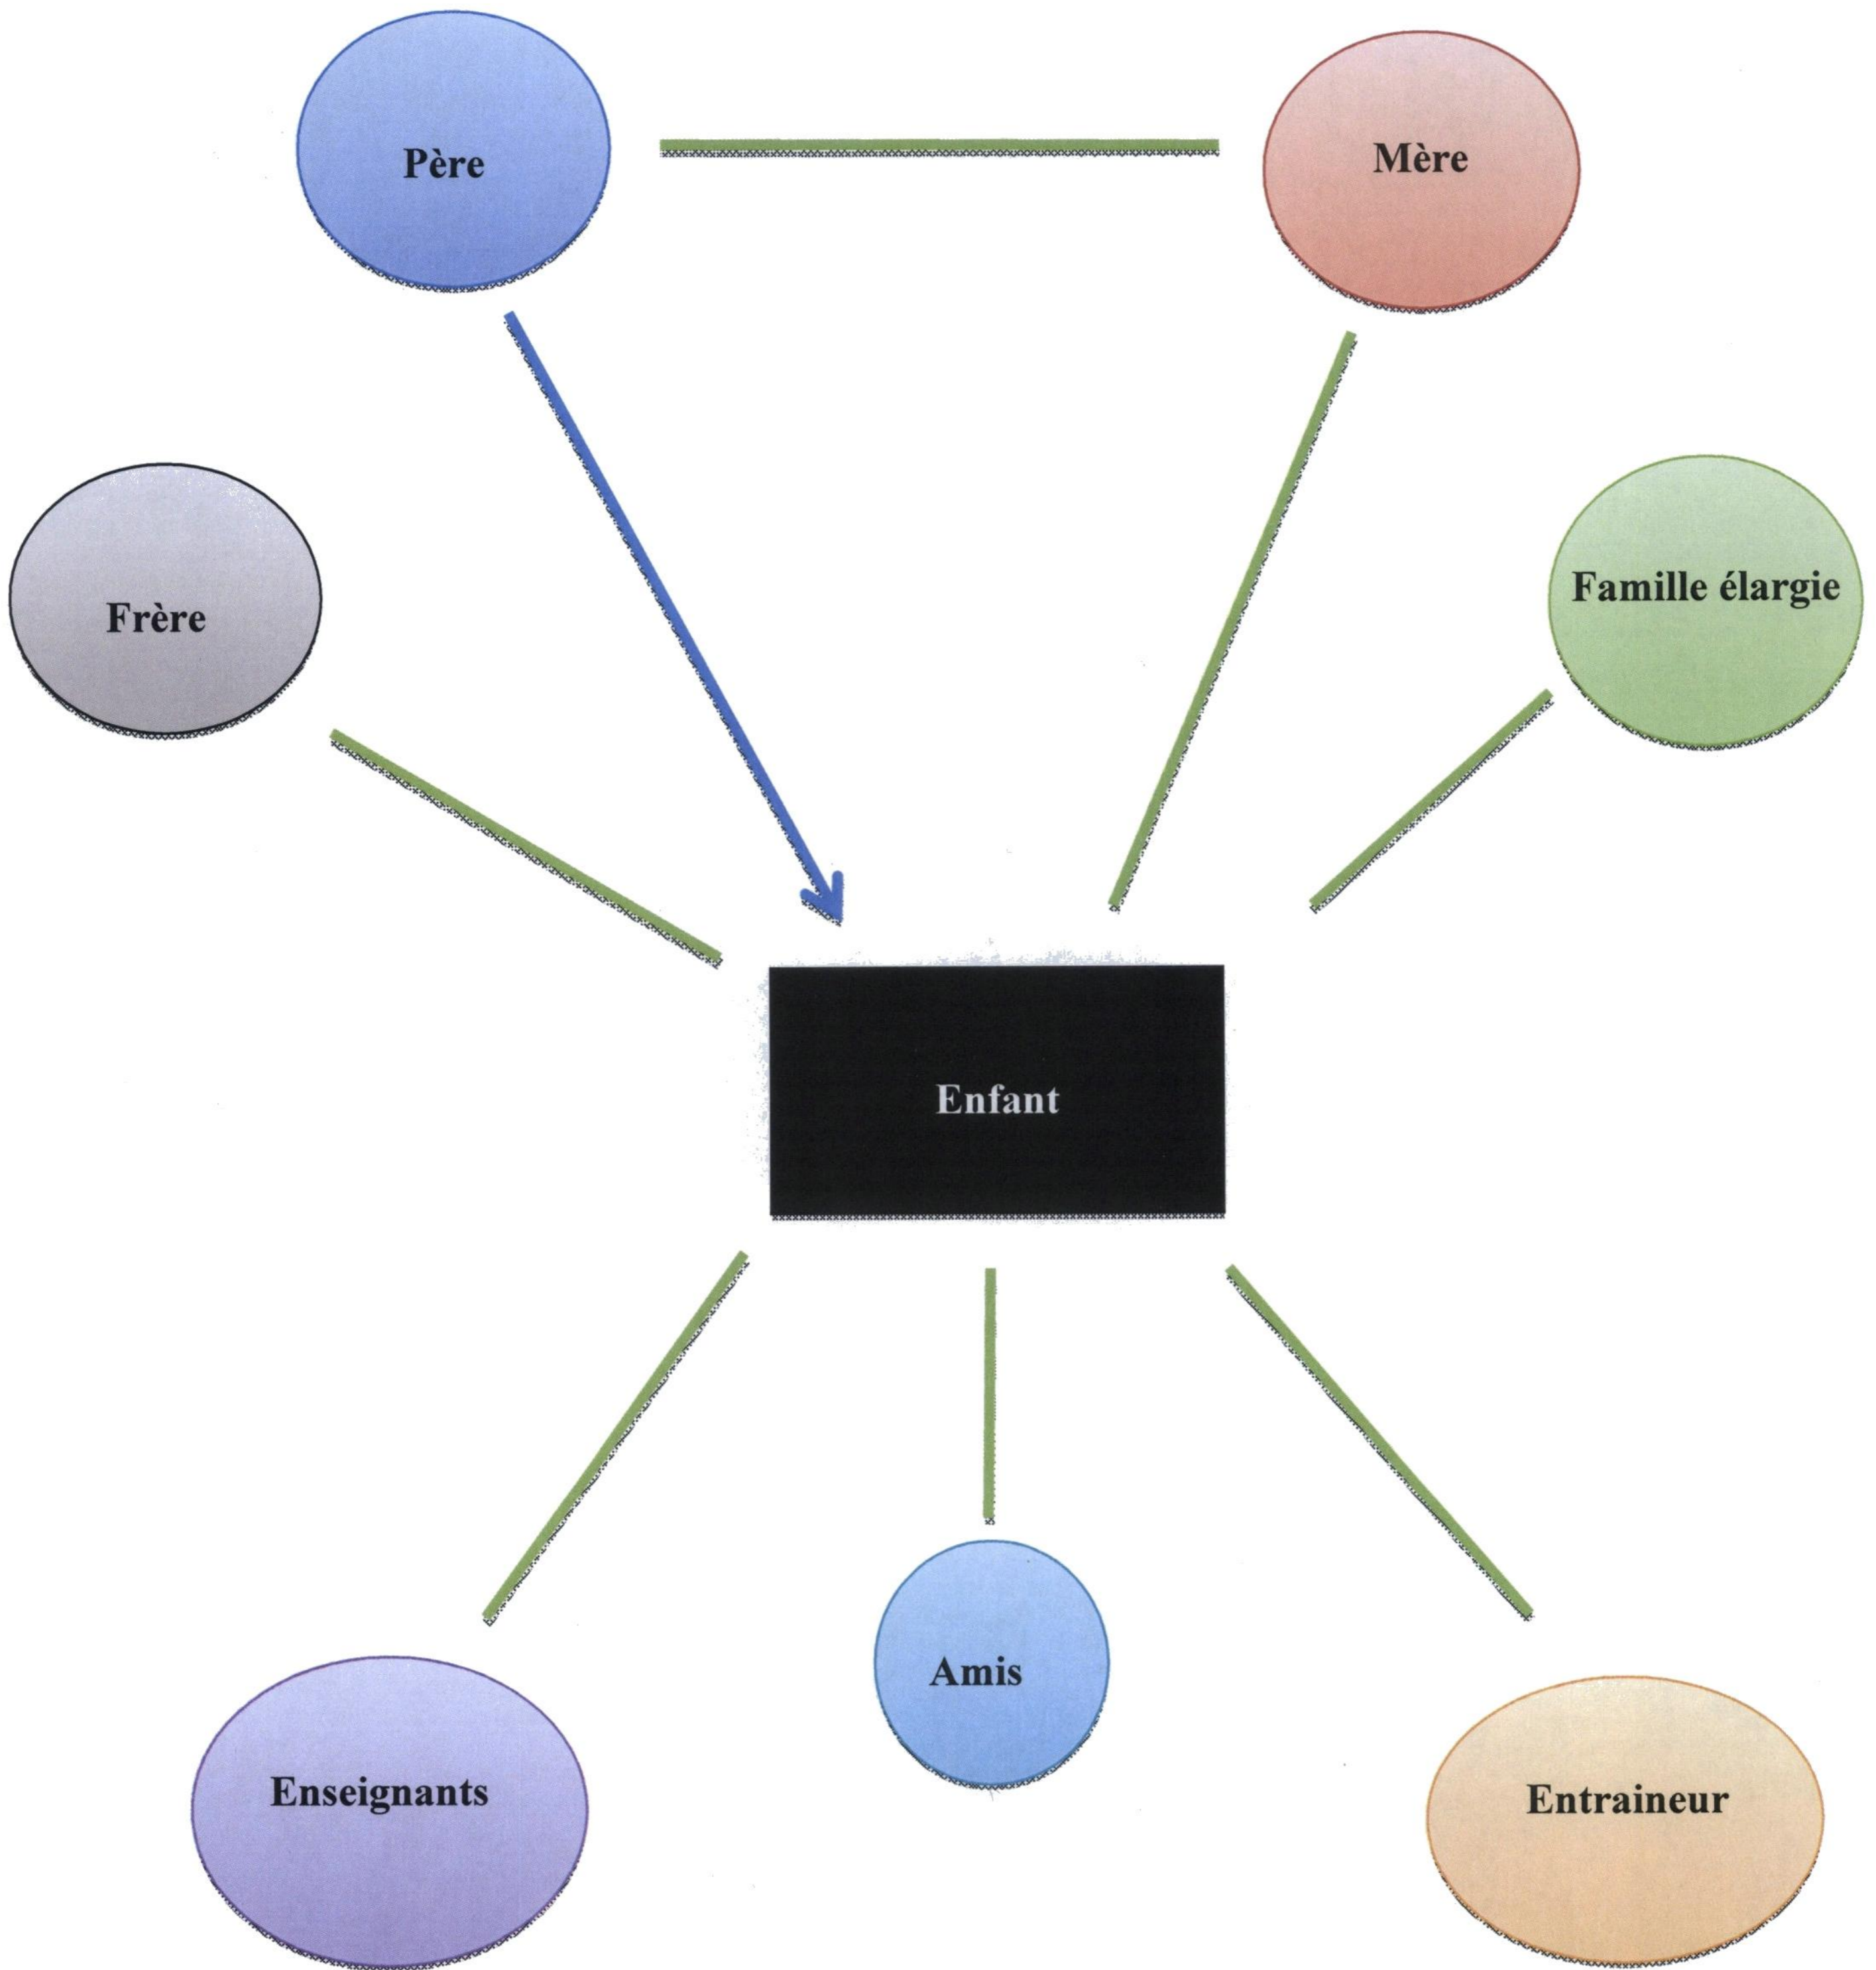 Père
Mère
Frère
Famille élargie
Enfant
Enseignants
Amis
Entraineur